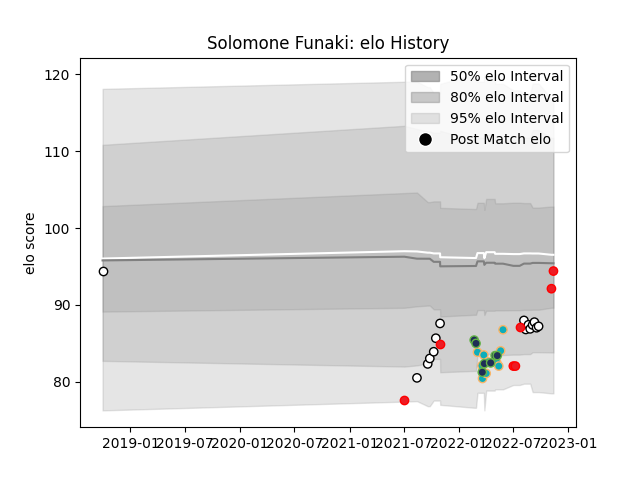 Solomone Funaki: elo History
120
110
100
90
80
elo score
50% elo Interval
80% elo Interval
95% elo Interval
Post Match elo
2019-01 2019-07 2020-01 2020-07 2021-01 2021-07 2022-01 2022-07 2023-01